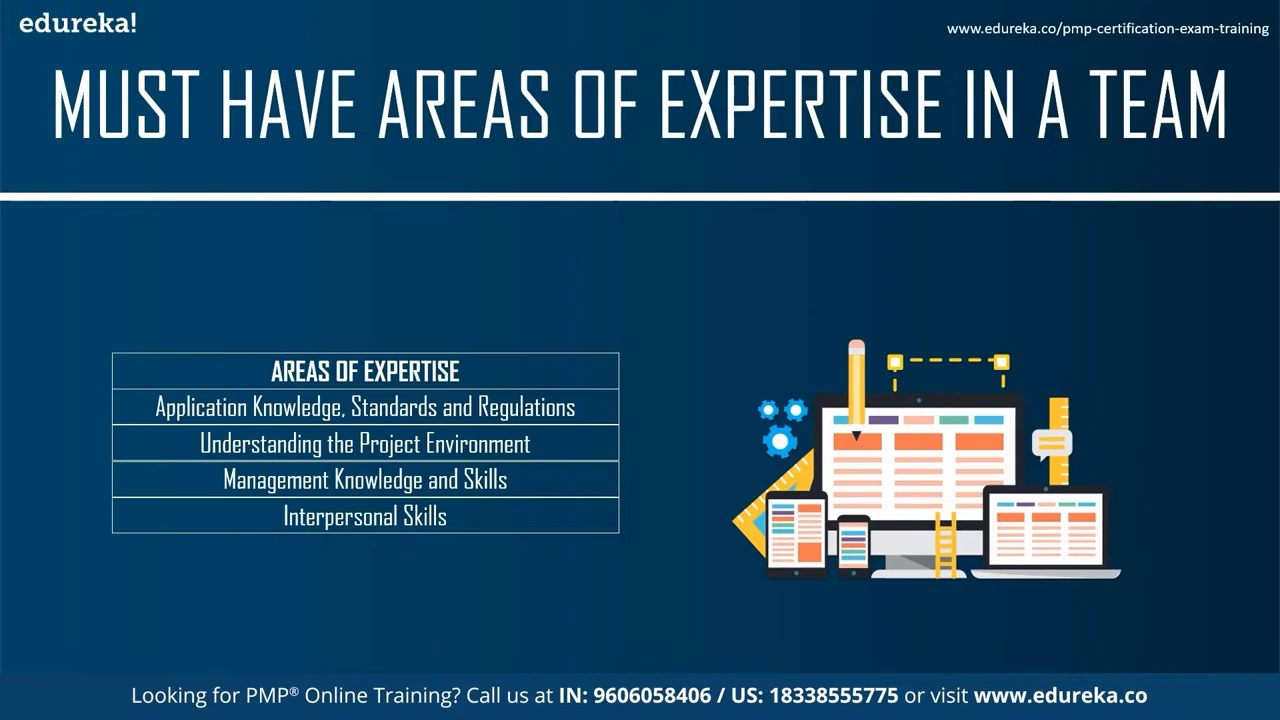 edureka!
www.edureka.co/pmp-certification-exam-training
MUST HAVE AREAS OF EXPERTISE IN A TEAM
AREAS OF EXPERTISE
Application Knowledge, Standards and Regulations
Understanding the Project Environment
Management Knowledge and Skills
Interpersonal Skills
Looking for PMP® Online Training? Call us at IN: 9606058406 / US: 18338555775 or visit www.edureka.co